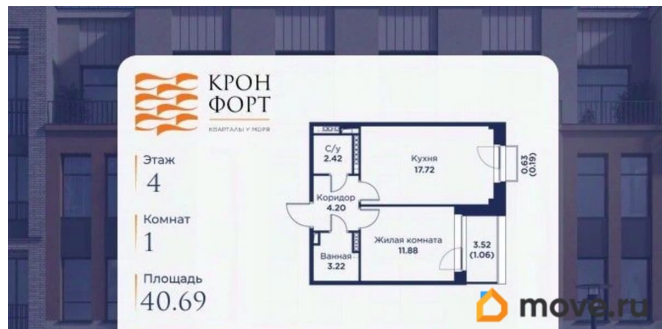 КРОН
ФОРТ
КВАРТАЛЫ У МОРЯ
Этаж
4
Комнат
1
Площадь
40.69
С/у
2.42
Кухня
17.72
0.63
(0.19)
Коридор
4.20
Жилая комната
11.88
3.52
(1.06)
Ванная
3.22
move.ru